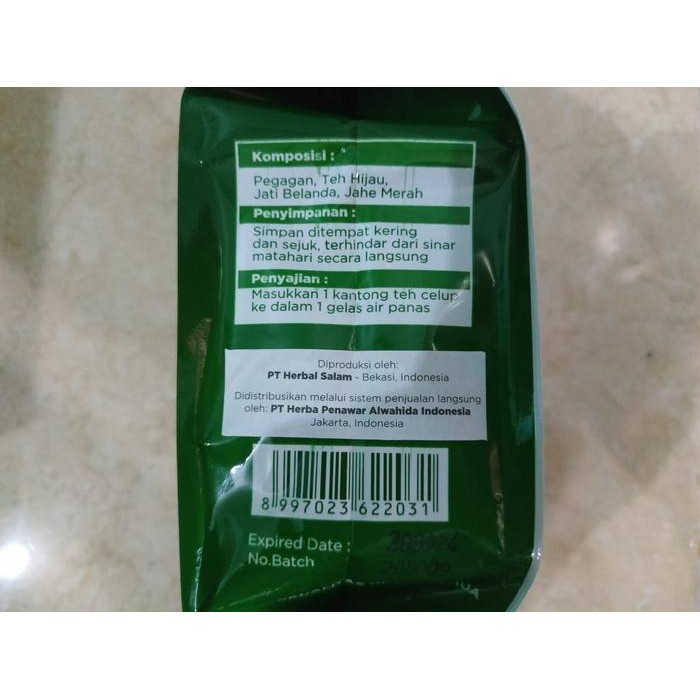 Komposisi :
Pegagan, Teh Hijau,
Jati Belanda, Jahe Merah
Penyimpanan :
Simpan ditempat kering
dan sejuk, terhindar dari sinar
matahari secara langsung
Penyajian :
Masukkan 1 kantong teh celup
ke dalam 1 gelas air panas
Diproduksi oleh:
PT Herbal Salam - Bekasi, Indonesia
Didistribusikan melalui sistem penjualan langsung
oleh: PT Herba Penawar Alwahida Indonesia
Jakarta, Indonesia
8 997023 622031
Expired Date :
No.Batch